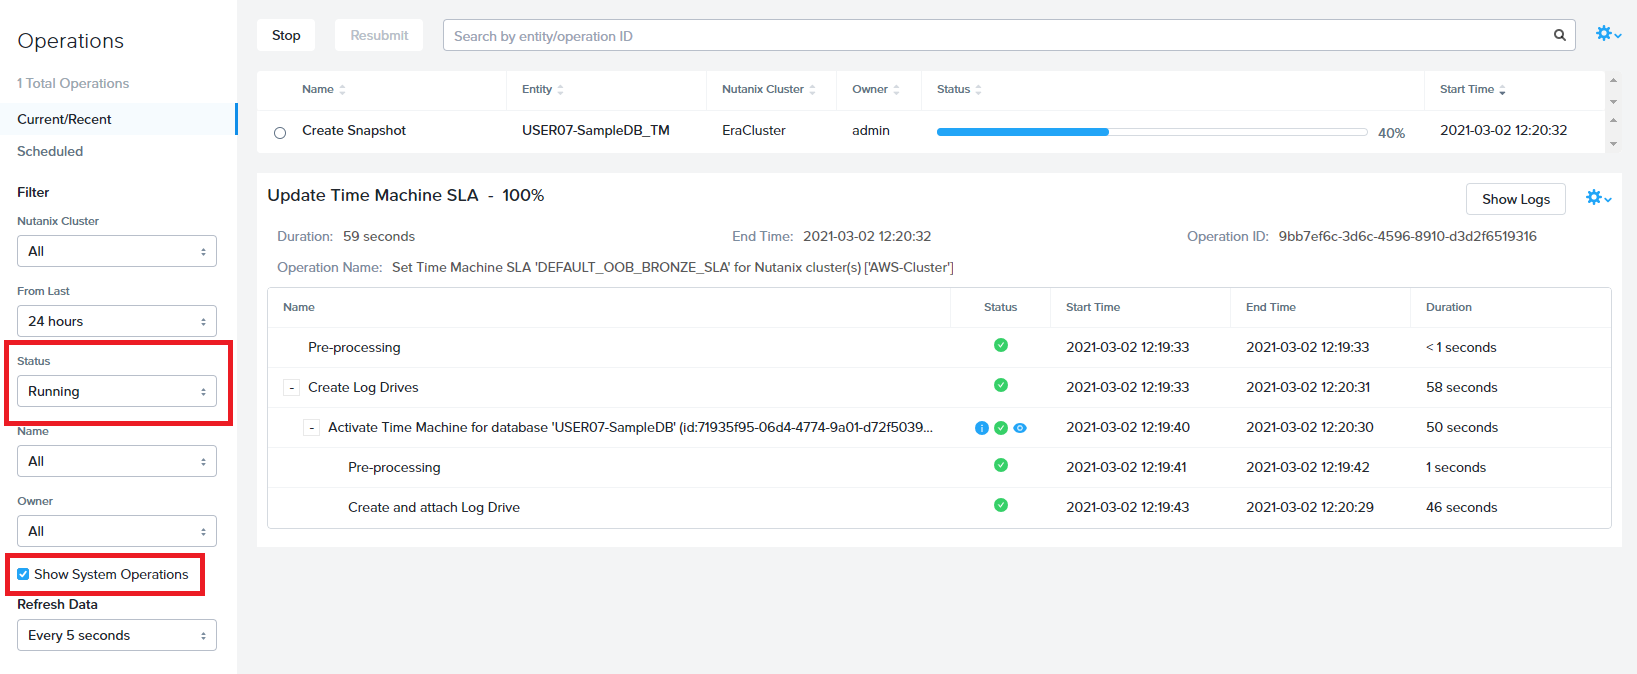 Operations
1 Total Operations
Current/Recent
Scheduled
Filter
Nutanix Cluster
All
From Last
24 hours
Status
Running
Name
All
Owner
All
Show System Operations
Refresh Data
Every 5 seconds
Stop Resubmit Search by entity/operation ID
Name Entity Nutanix Cluster Owner Status Start Time
Create Snapshot USER07-SampleDB_TM EraCluster admin 40% 2021-03-02 12:20:32
Update Time Machine SLA - 100% Show Logs
Duration: 59 seconds End Time: 2021-03-02 12:20:32 Operation ID: 9bb7ef6c-3d6c-4596-8910-d3d2f6519316
Operation Name: Set Time Machine SLA 'DEFAULT_OOB_BRONZE_SLA' for Nutanix cluster(s) ['AWS-Cluster']
Name Status Start Time End Time Duration
Pre-processing 2021-03-02 12:19:33 2021-03-02 12:19:33 < 1 seconds
- Create Log Drives 2021-03-02 12:19:33 2021-03-02 12:20:31 58 seconds
- Activate Time Machine for database 'USER07-SampleDB' (id:71935f95-06d4-4774-9a01-d72f5039... 2021-03-02 12:19:40 2021-03-02 12:20:30 50 seconds
Pre-processing 2021-03-02 12:19:41 2021-03-02 12:19:42 1 seconds
Create and attach Log Drive 2021-03-02 12:19:43 2021-03-02 12:20:29 46 seconds